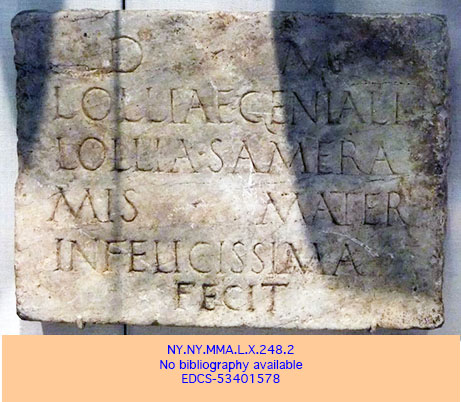 D M
LOLLIAE GENIALI
LOLLIA · SAMERA
MIS MATER
INFELICISSIMA
FECIT
NY.NY.MMA.L.X.248.2
No bibliography available
EDCS-53401578